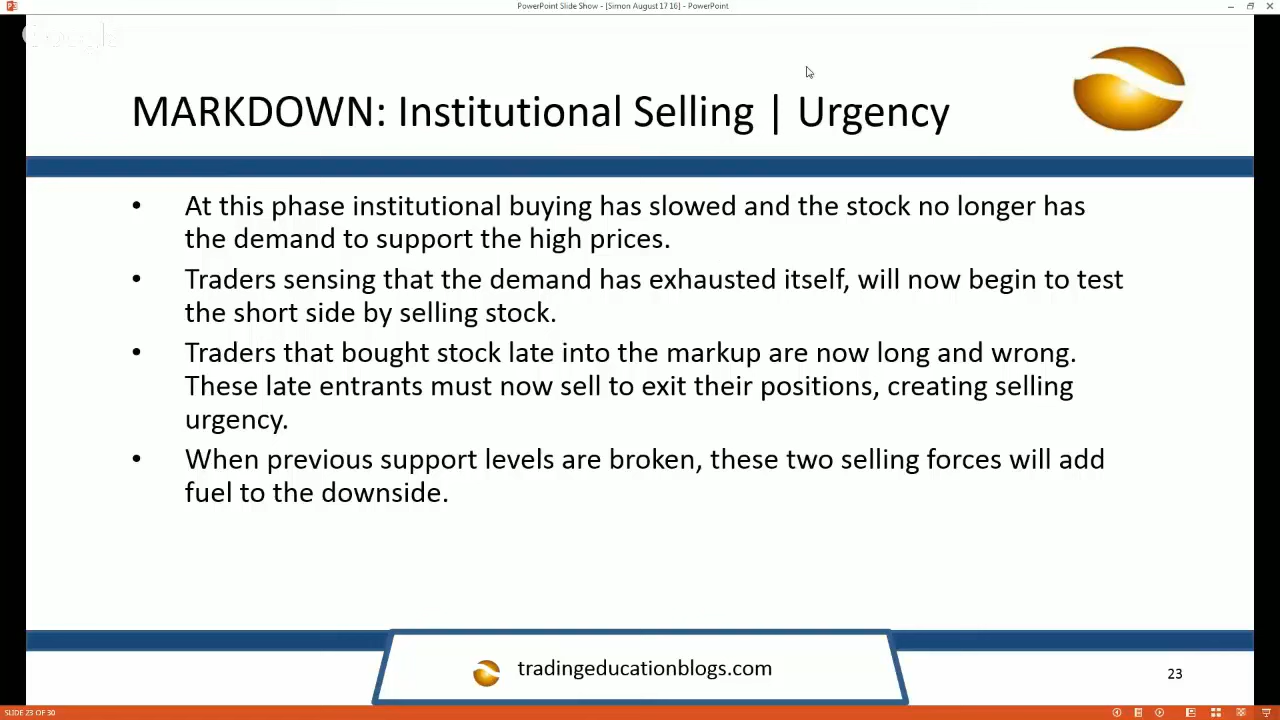 PowerPoint Slide Show - [Simon August 17 16] - PowerPoint
Google
MARKDOWN: Institutional Selling | Urgency
• At this phase institutional buying has slowed and the stock no longer has
the demand to support the high prices.
• Traders sensing that the demand has exhausted itself, will now begin to test
the short side by selling stock.
• Traders that bought stock late into the markup are now long and wrong.
These late entrants must now sell to exit their positions, creating selling
urgency.
• When previous support levels are broken, these two selling forces will add
fuel to the downside.
tradingeducationblogs.com
23
SLIDE 23 OF 30